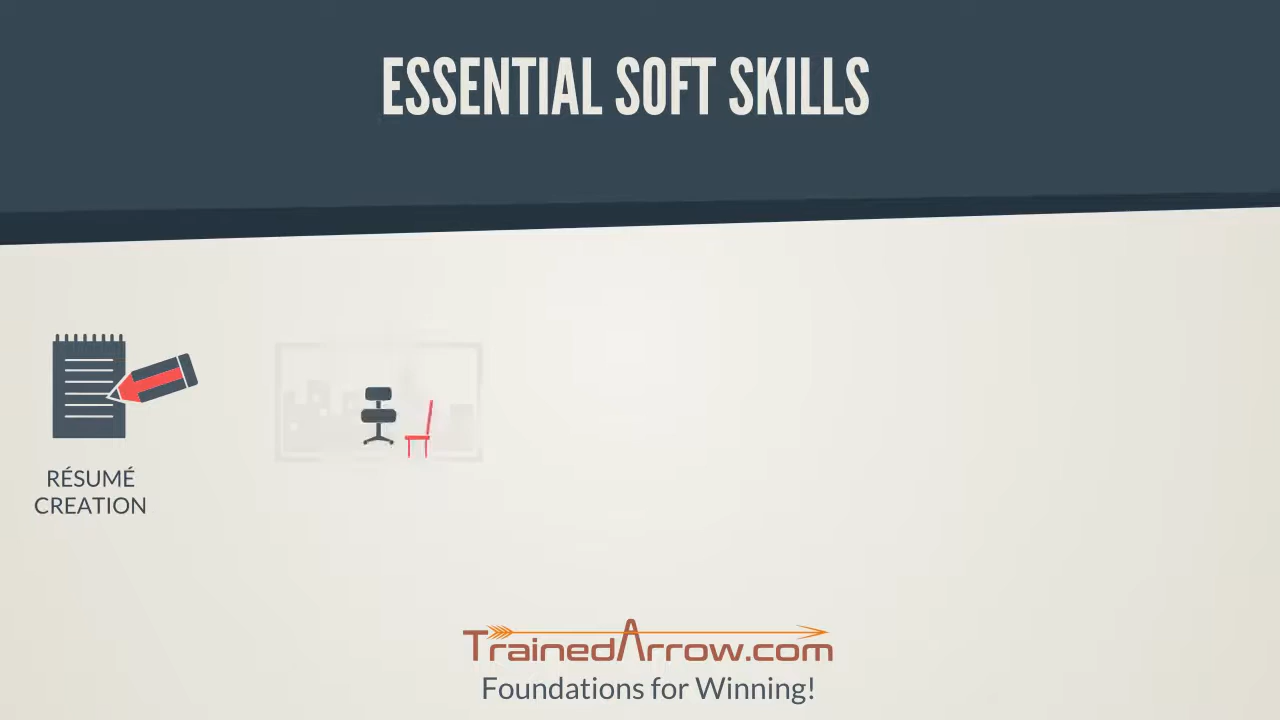 ESSENTIAL SOFT SKILLS
RÉSUMÉ
CREATION
TrainedArrow.com
Foundations for Winning!